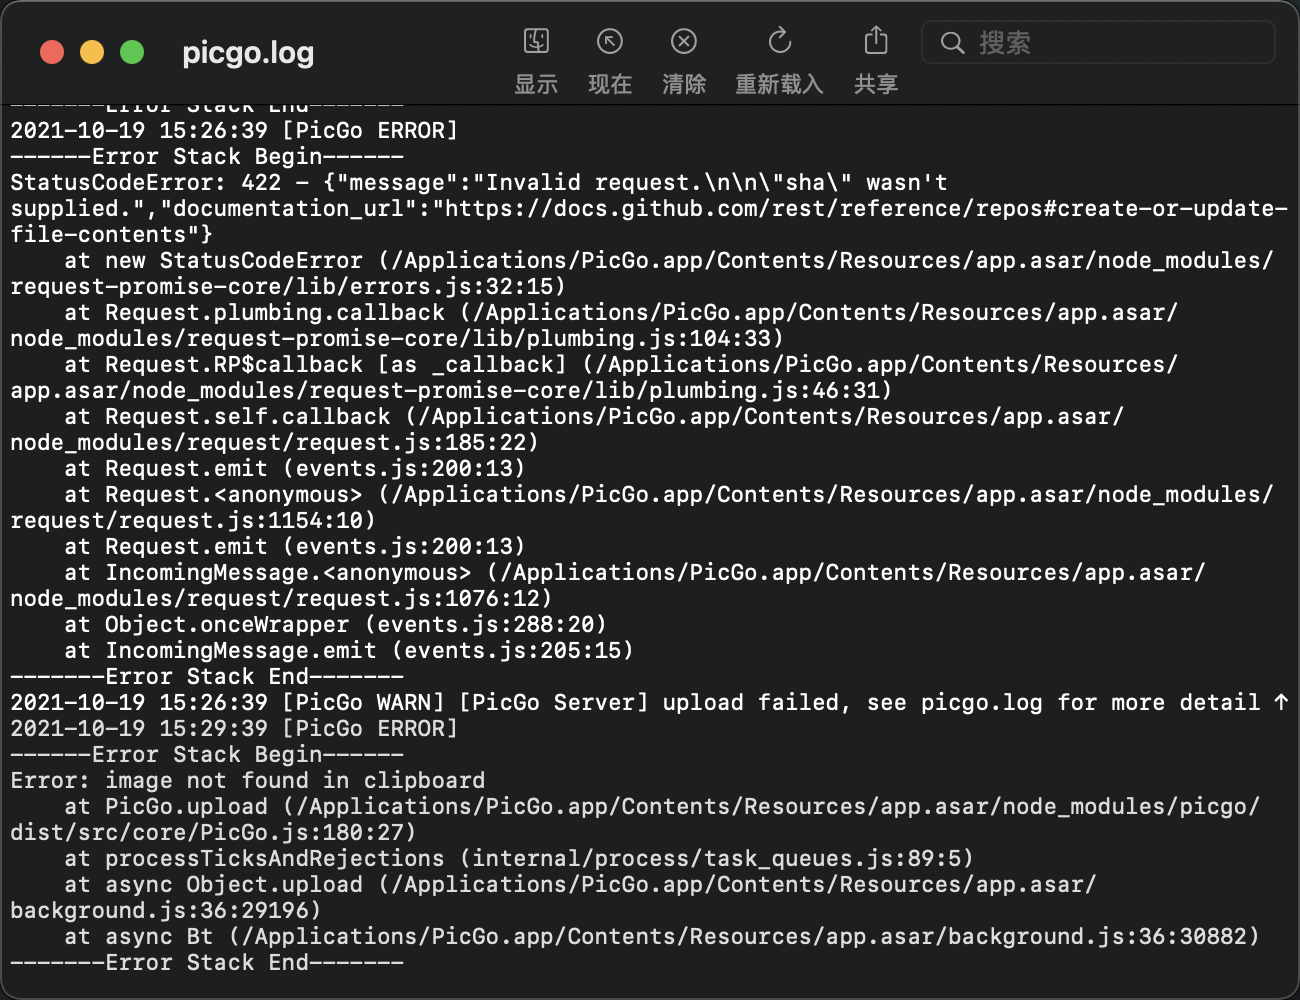 picgo.log
显示
现在
清除
重新载入
共享
搜索
-------Error Stack End-------
2021-10-19 15:26:39 [PicGo ERROR]
------Error Stack Begin------
StatusCodeError: 422 - {"message":"Invalid request.\n\n\"sha\" wasn't
supplied.","documentation_url":"https://docs.github.com/rest/reference/repos#create-or-update-
file-contents"}
    at new StatusCodeError (/Applications/PicGo.app/Contents/Resources/app.asar/node_modules/
request-promise-core/lib/errors.js:32:15)
    at Request.plumbing.callback (/Applications/PicGo.app/Contents/Resources/app.asar/
node_modules/request-promise-core/lib/plumbing.js:104:33)
    at Request.RP$callback [as _callback] (/Applications/PicGo.app/Contents/Resources/
app.asar/node_modules/request-promise-core/lib/plumbing.js:46:31)
    at Request.self.callback (/Applications/PicGo.app/Contents/Resources/app.asar/
node_modules/request/request.js:185:22)
    at Request.emit (events.js:200:13)
    at Request.<anonymous> (/Applications/PicGo.app/Contents/Resources/app.asar/node_modules/
request/request.js:1154:10)
    at Request.emit (events.js:200:13)
    at IncomingMessage.<anonymous> (/Applications/PicGo.app/Contents/Resources/app.asar/
node_modules/request/request.js:1076:12)
    at Object.onceWrapper (events.js:288:20)
    at IncomingMessage.emit (events.js:205:15)
-------Error Stack End-------
2021-10-19 15:26:39 [PicGo WARN] [PicGo Server] upload failed, see picgo.log for more detail ↑
2021-10-19 15:29:39 [PicGo ERROR]
------Error Stack Begin------
Error: image not found in clipboard
    at PicGo.upload (/Applications/PicGo.app/Contents/Resources/app.asar/node_modules/picgo/
dist/src/core/PicGo.js:180:27)
    at processTicksAndRejections (internal/process/task_queues.js:89:5)
    at async Object.upload (/Applications/PicGo.app/Contents/Resources/app.asar/
background.js:36:29196)
    at async Bt (/Applications/PicGo.app/Contents/Resources/app.asar/background.js:36:30882)
-------Error Stack End-------